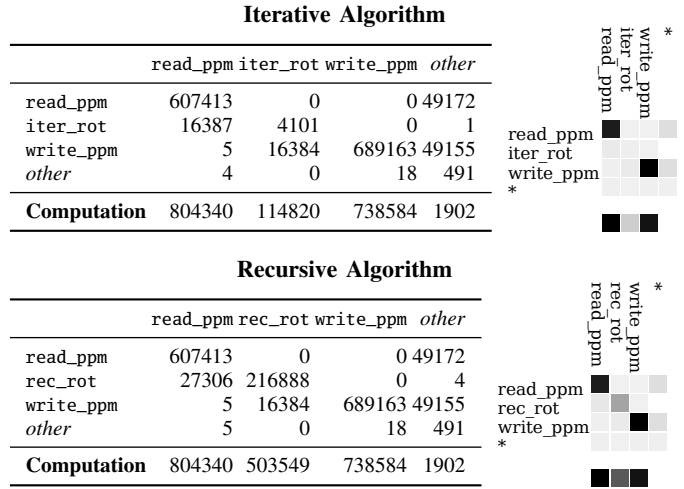 Iterative Algorithm
read_ppm iter_rot write_ppm other
read_ppm 607413 0 0 49172
iter_rot 16387 4101 0 1
write_ppm 5 16384 689163 49155
other 4 0 18 491
Computation 804340 114820 738584 1902
read_ppm
iter_rot
write_ppm
*
read_ppm
iter_rot
write_ppm
*
Recursive Algorithm
read_ppm rec_rot write_ppm other
read_ppm 607413 0 0 49172
rec_rot 27306 216888 0 4
write_ppm 5 16384 689163 49155
other 5 0 18 491
Computation 804340 503549 738584 1902
read_ppm
rec_rot
write_ppm
*
read_ppm
rec_rot
write_ppm
*